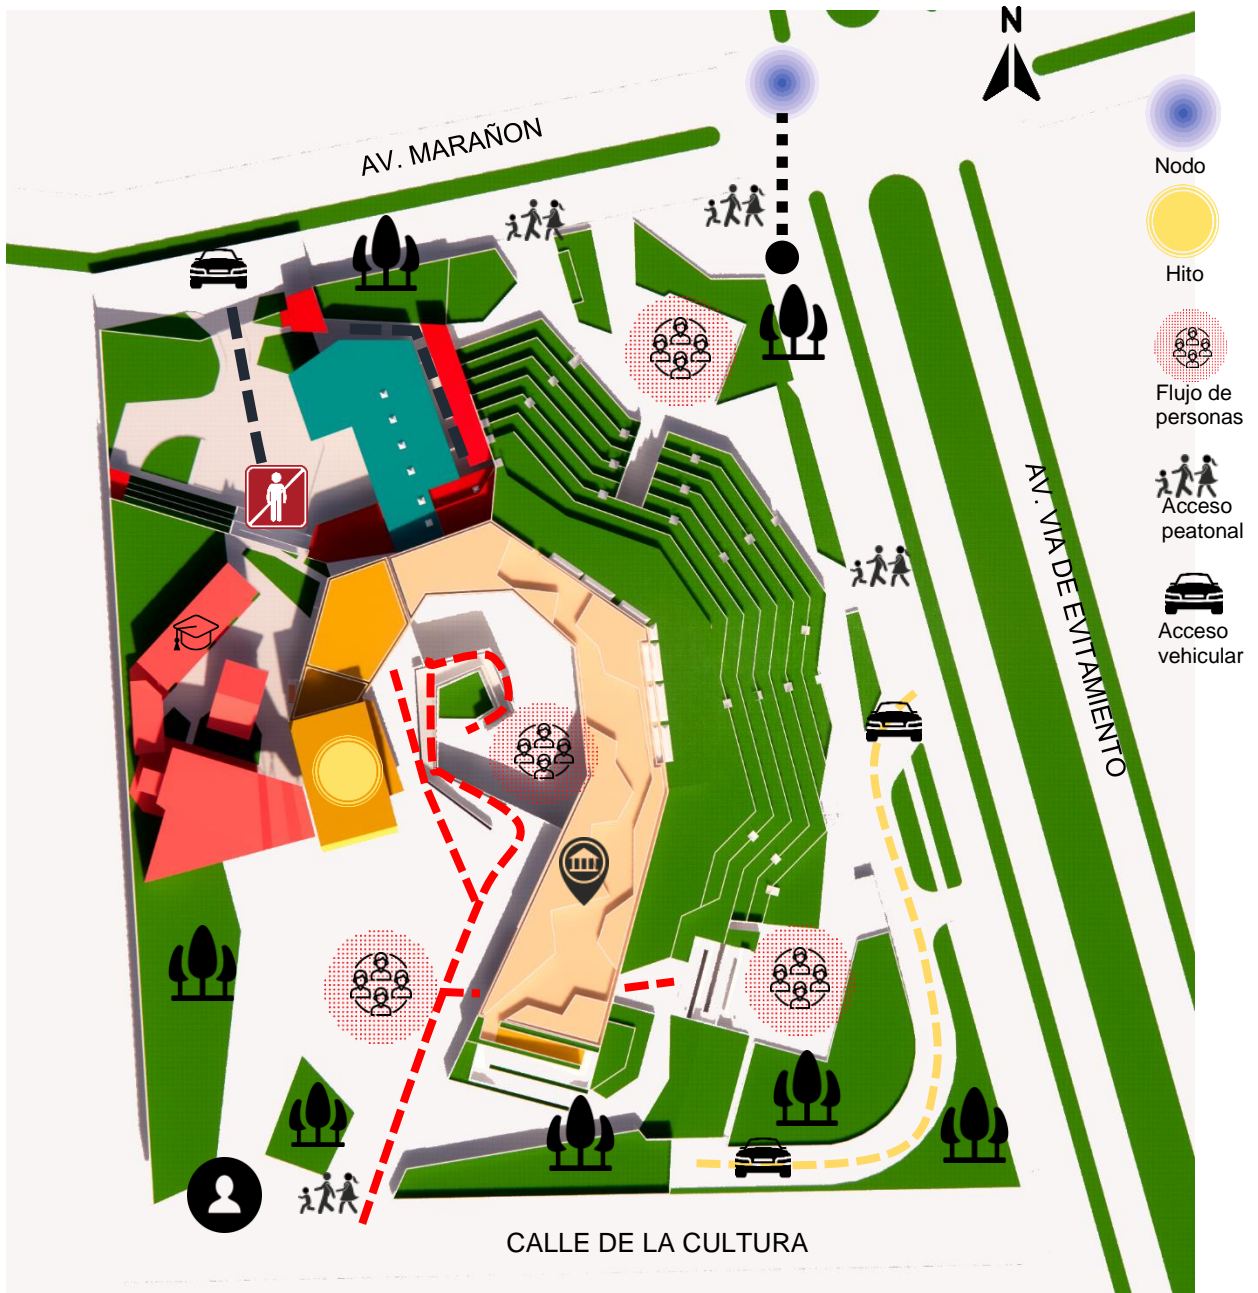 N
AV. MARAÑON
Nodo
Hito
Flujo de
personas
Acceso
peatonal
Acceso
vehicular
AV. VIA DE EVITAMIENTO
CALLE DE LA CULTURA